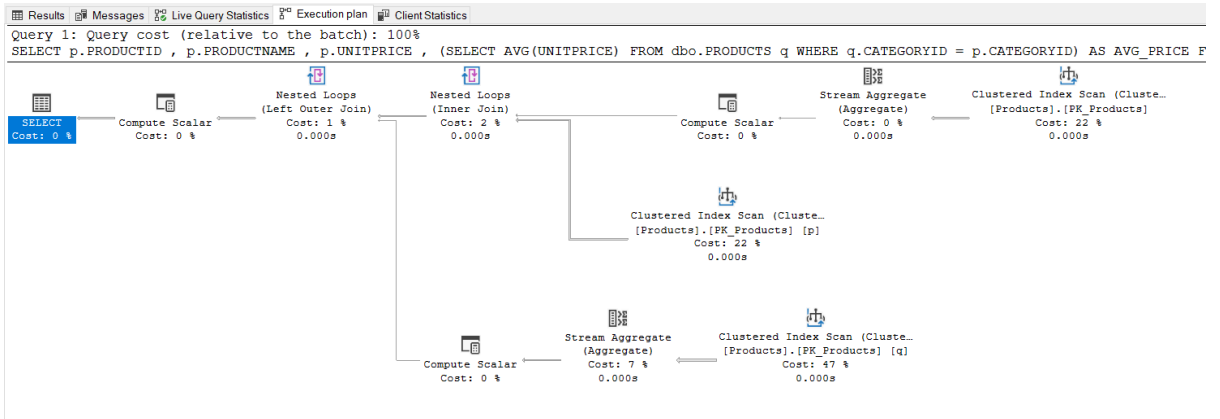 Results Messages Live Query Statistics Execution plan Client Statistics
Query 1: Query cost (relative to the batch): 100%
SELECT p.PRODUCTID , p.PRODUCTNAME , p.UNITPRICE , (SELECT AVG(UNITPRICE) FROM dbo.PRODUCTS q WHERE q.CATEGORYID = p.CATEGORYID) AS AVG_PRICE F
SELECT
Cost: 0 %
Compute Scalar
Cost: 0 %
Nested Loops
(Left Outer Join)
Cost: 1 %
0.000s
Nested Loops
(Inner Join)
Cost: 2 %
0.000s
Compute Scalar
Cost: 0 %
Stream Aggregate
(Aggregate)
Cost: 0 %
0.000s
Clustered Index Scan (Cluste…
[Products].[PK_Products]
Cost: 22 %
0.000s
Clustered Index Scan (Cluste…
[Products].[PK_Products] [p]
Cost: 22 %
0.000s
Compute Scalar
Cost: 0 %
Stream Aggregate
(Aggregate)
Cost: 7 %
0.000s
Clustered Index Scan (Cluste…
[Products].[PK_Products] [q]
Cost: 47 %
0.000s